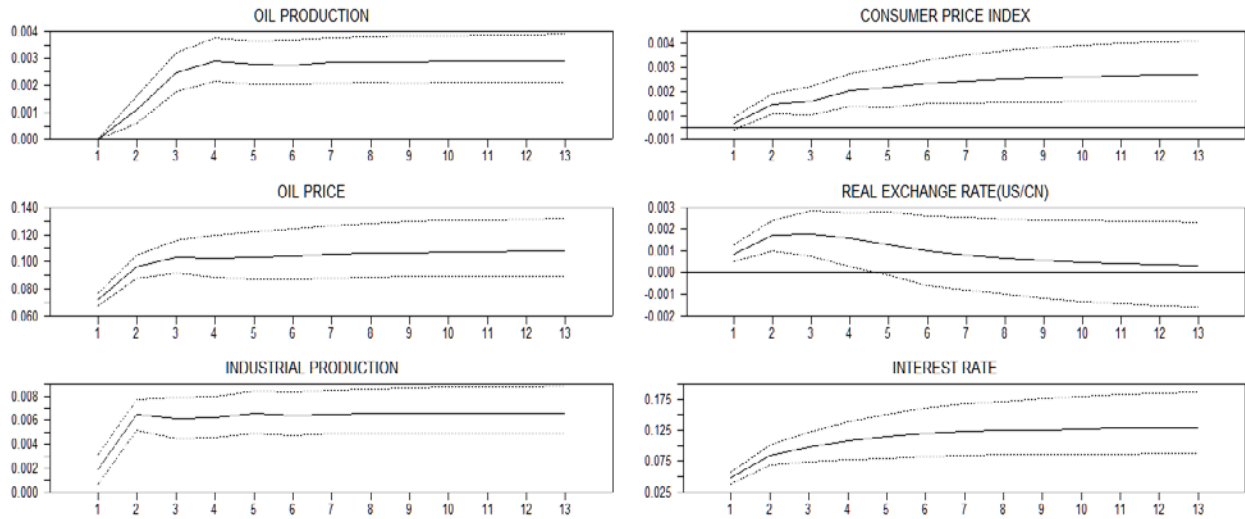 OIL PRODUCTION
0.004
0.003
0.002
0.001
0.000
1 2 3 4 5 6 7 8 9 10 11 12 13
CONSUMER PRICE INDEX
0.004
0.003
0.002
0.001
-0.001
1 2 3 4 5 6 7 8 9 10 11 12 13
OIL PRICE
0.140
0.120
0.100
0.080
0.060
1 2 3 4 5 6 7 8 9 10 11 12 13
REAL EXCHANGE RATE(US/CN)
0.003
0.002
0.001
0.000
-0.001
-0.002
1 2 3 4 5 6 7 8 9 10 11 12 13
INDUSTRIAL PRODUCTION
0.008
0.006
0.004
0.002
0.000
1 2 3 4 5 6 7 8 9 10 11 12 13
INTEREST RATE
0.175
0.125
0.075
0.025
1 2 3 4 5 6 7 8 9 10 11 12 13